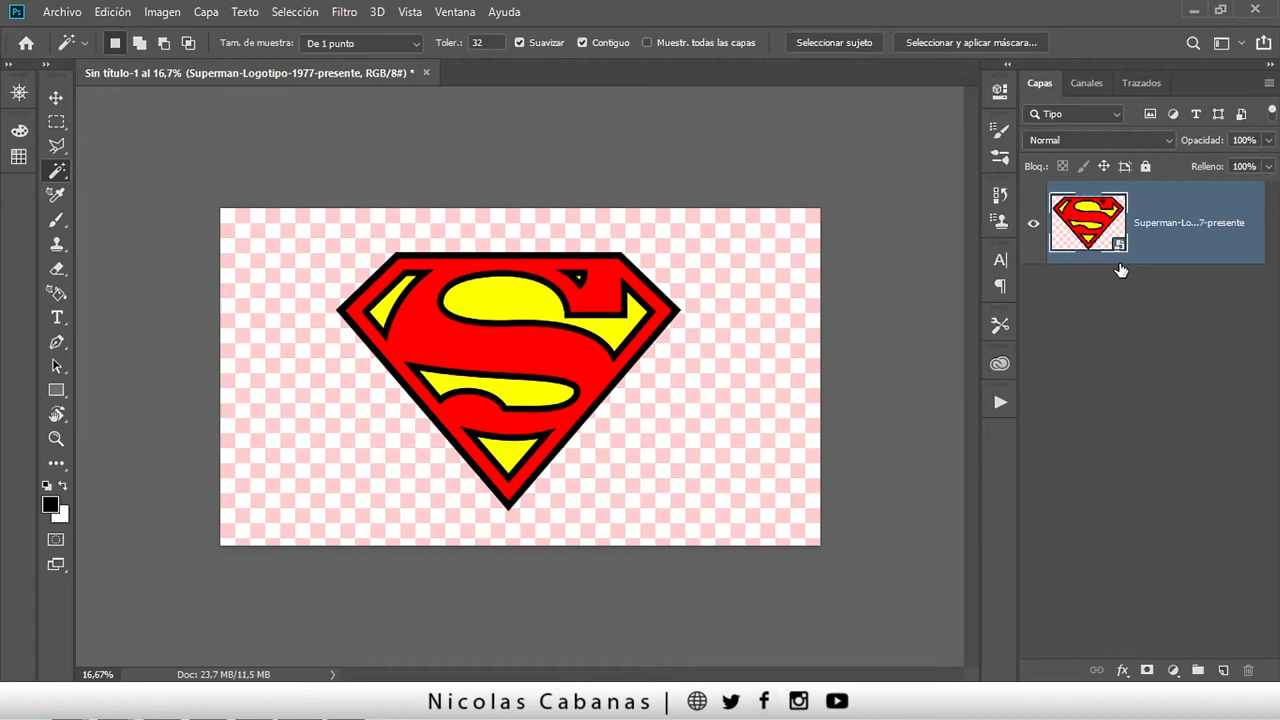 Ps Archivo Edición Imagen Capa Texto Selección Filtro 3D Vista Ventana Ayuda
Tam. de muestra: De 1 punto Toler.: 32 Suavizar Contiguo Muestr. todas las capas Seleccionar sujeto Seleccionar y aplicar máscara...
Sin título-1 al 16,7% (Superman-Logotipo-1977-presente, RGB/8#) *
Capas Canales Trazados
Tipo
Normal Opacidad: 100%
Bloq.: Relleno: 100%
Superman-Lo...7-presente
S
16,67% Doc: 23,7 MB/11,5 MB
fx
Nicolas Cabanas |